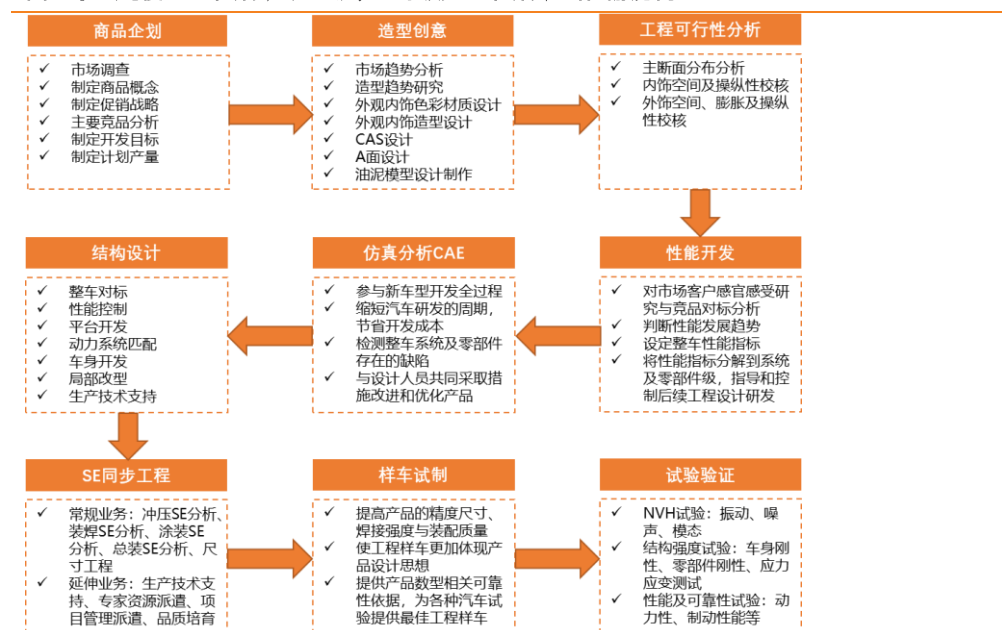 商品企划
✓ 市场调查
✓ 制定商品概念
✓ 制定促销战略
✓ 主要竞品分析
✓ 制定开发目标
✓ 制定计划产量
造型创意
✓ 市场趋势分析
✓ 造型趋势研究
✓ 外观内饰色彩材质设计
✓ 外观内饰造型设计
✓ CAS设计
✓ A面设计
✓ 油泥模型设计制作
工程可行性分析
✓ 主断面分布分析
✓ 内饰空间及操纵性校核
✓ 外饰空间、膨胀及操纵
性校核
性能开发
✓ 对市场客户感官感受研
究与竞品对标分析
✓ 判断性能发展趋势
✓ 设定整车性能指标
✓ 将性能指标分解到系统
及零部件级，指导和控
制后续工程设计研发
仿真分析CAE
✓ 参与新车型开发全过程
✓ 缩短汽车研发的周期，
节省开发成本
✓ 检测整车系统及零部件
存在的缺陷
✓ 与设计人员共同采取措
施改进和优化产品
结构设计
✓ 整车对标
✓ 性能控制
✓ 平台开发
✓ 动力系统匹配
✓ 车身开发
✓ 局部改型
✓ 生产技术支持
SE同步工程
✓ 常规业务：冲压SE分析、
装焊SE分析、涂装SE
分析、总装SE分析、尺
寸工程
✓ 延伸业务：生产技术支
持、专家资源派遣、项
目管理派遣、品质培育
样车试制
✓ 提高产品的精度尺寸、
焊接强度与装配质量
✓ 使工程样车更加体现产
品设计思想
✓ 提供产品数型相关可靠
性依据，为各种汽车试
验提供最佳工程样车
试验验证
✓ NVH试验：振动、噪
声、模态
✓ 结构强度试验：车身刚
性、零部件刚性、应力
应变测试
✓ 性能及可靠性试验：动
力性、制动性能等